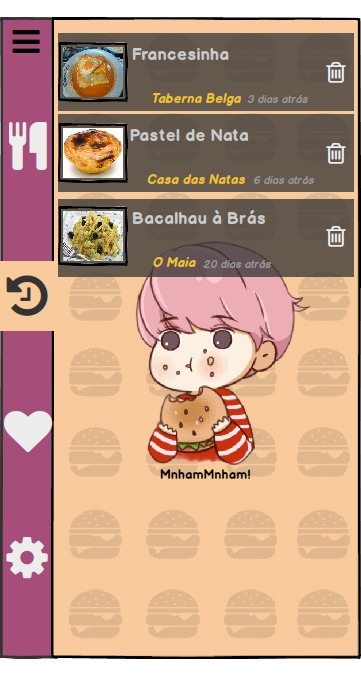 Francesinha
Taberna Belga 3 dias atrás
Pastel de Nata
Casa das Natas 6 dias atrás
Bacalhau à Brás
O Maia 20 dias atrás
MnhamMnham!